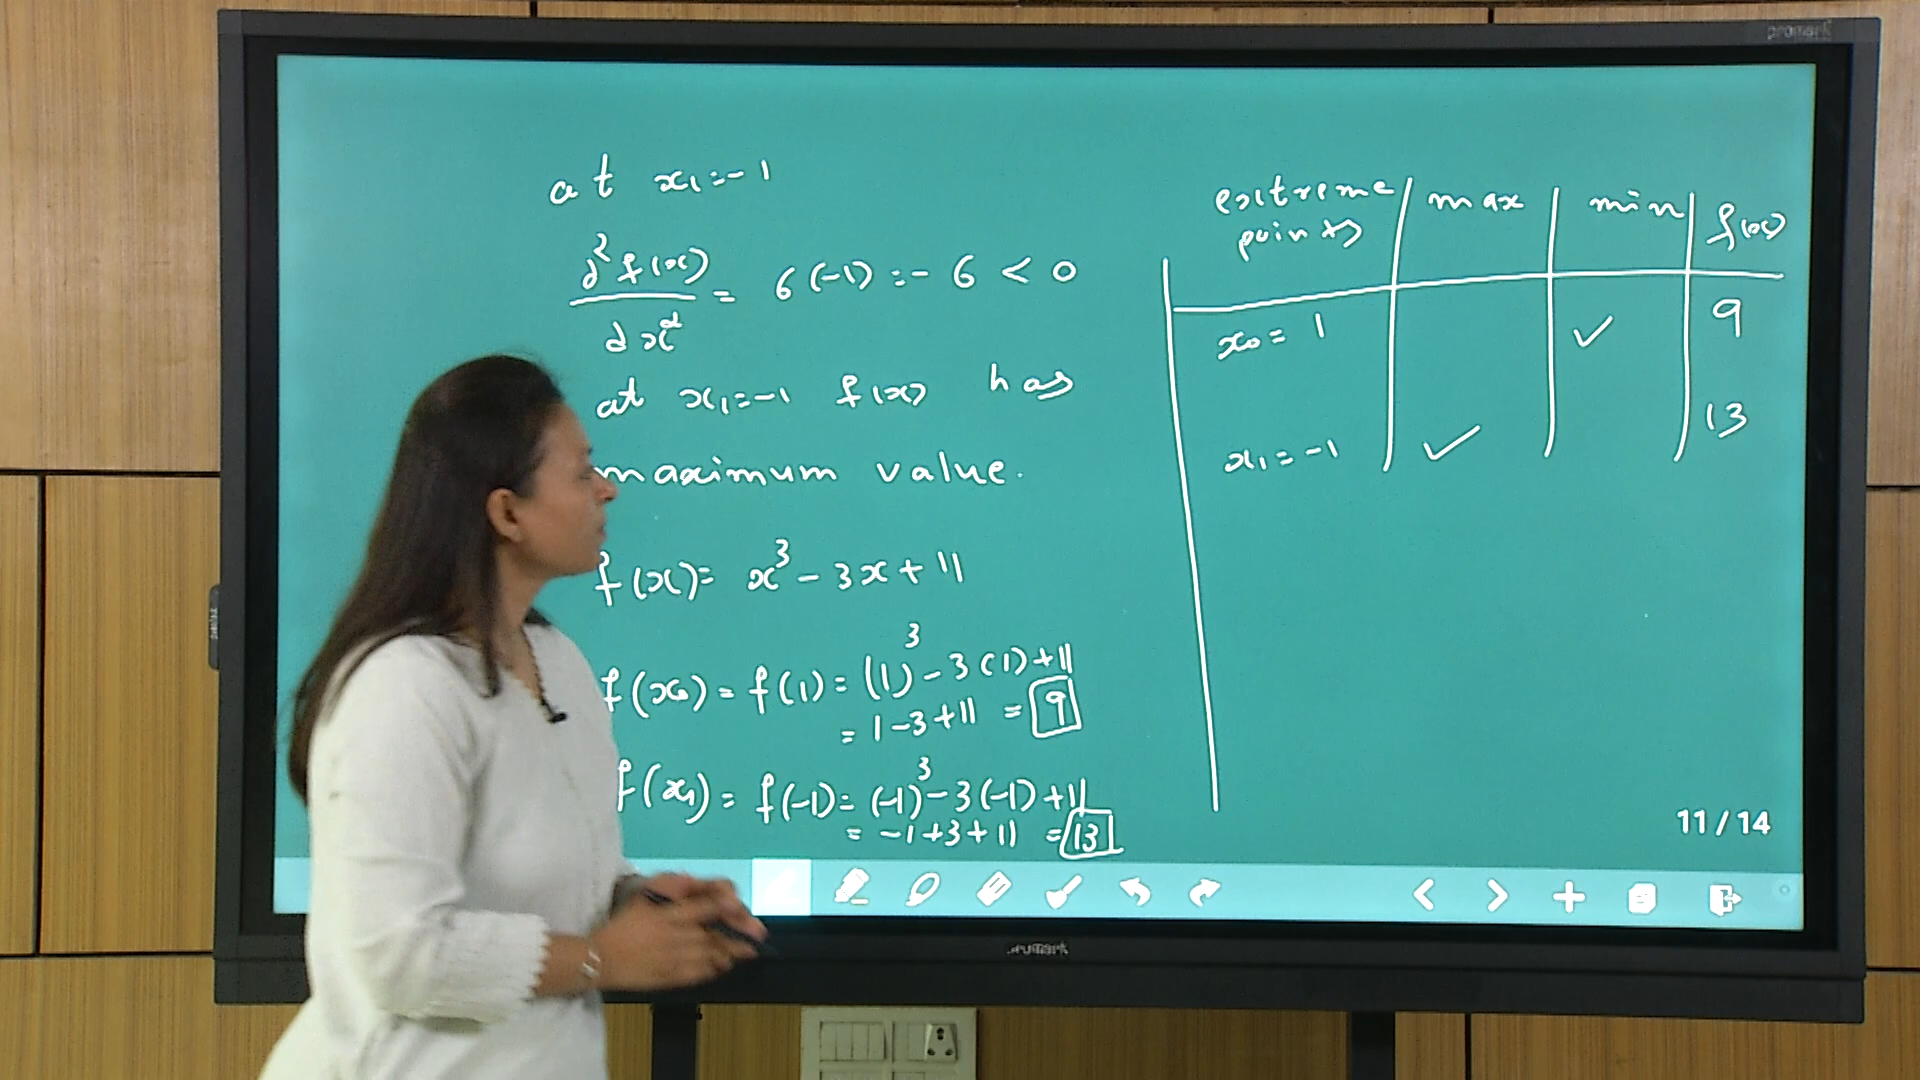 promark
at x₁ = -1
d²f(x)/dx² = 6(-1) = -6 < 0
at x₁ = -1 f(x) has
maximum value.
f(x) = x³ - 3x + 11
f(x₀) = f(1) = (1)³ - 3(1) + 11
= 1 - 3 + 11 = 9
f(x₁) = f(-1) = (-1)³ - 3(-1) + 11
= -1 + 3 + 11 = 13
extreme points | max | min | f(x)
x₀ = 1 | | ✓ | 9
x₁ = -1 | ✓ | | 13
11 / 14
promark